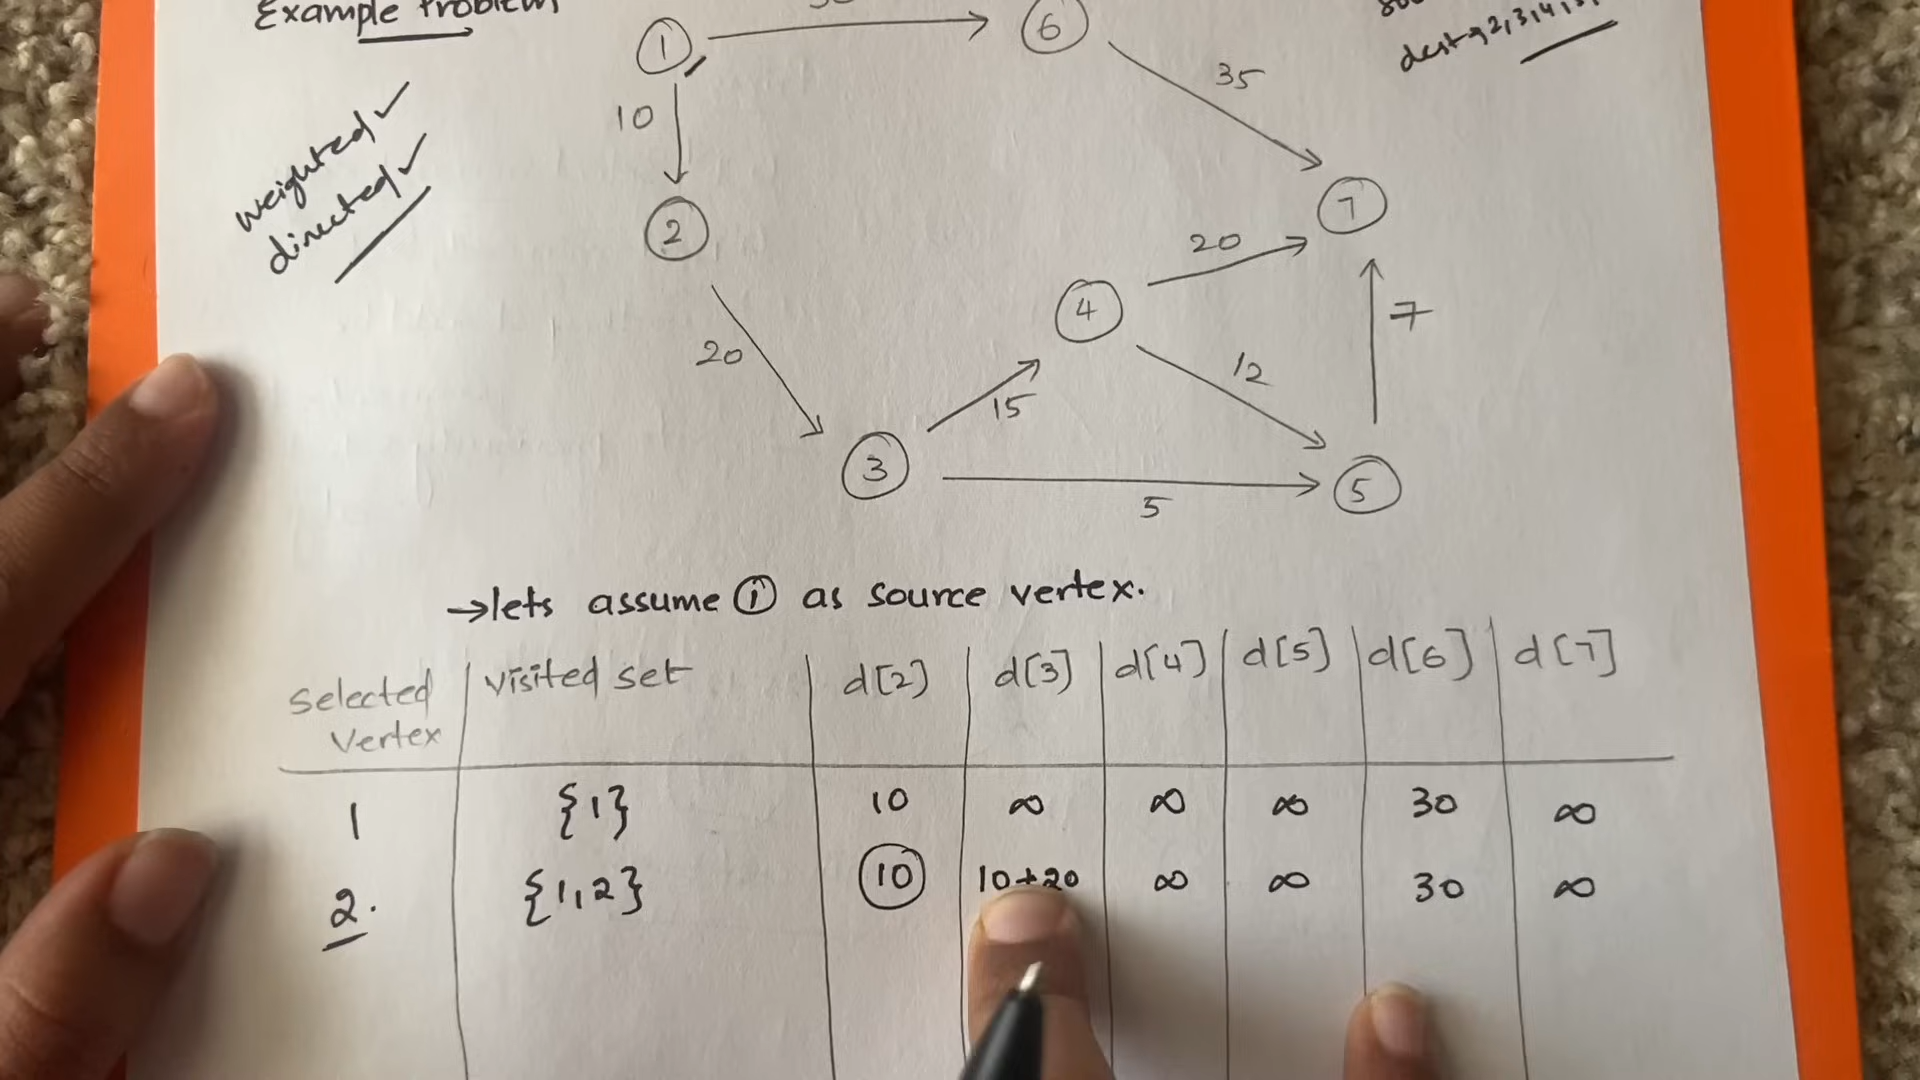 Example Problem
1
6
10
35
weighted ✓
directed ✓
2
7
20
4
7
20
12
15
3
5
5
→lets assume ① as source vertex.
Selected Vertex | visited set | d[2] | d[3] | d[4] | d[5] | d[6] | d[7]
1 | {1} | 10 | ∞ | ∞ | ∞ | 30 | ∞
2. | {1,2} | 10 | 10+20 | ∞ | ∞ | 30 | ∞